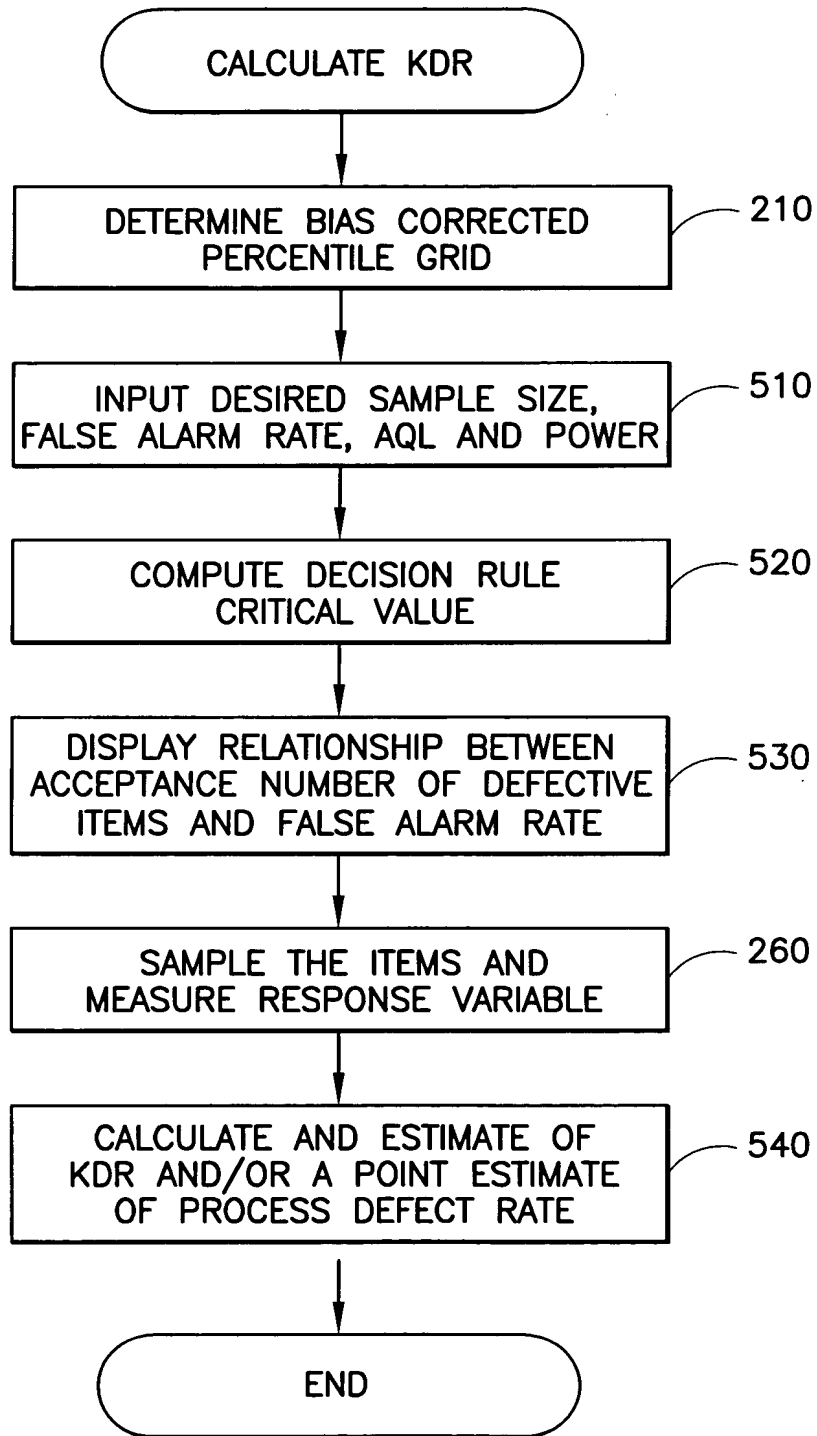 CALCULATE KDR
DETERMINE BIAS CORRECTED
PERCENTILE GRID
210
INPUT DESIRED SAMPLE SIZE,
FALSE ALARM RATE, AQL AND POWER
510
COMPUTE DECISION RULE
CRITICAL VALUE
520
DISPLAY RELATIONSHIP BETWEEN
ACCEPTANCE NUMBER OF DEFECTIVE
ITEMS AND FALSE ALARM RATE
530
SAMPLE THE ITEMS AND
MEASURE RESPONSE VARIABLE
260
CALCULATE AND ESTIMATE OF
KDR AND/OR A POINT ESTIMATE
OF PROCESS DEFECT RATE
540
END